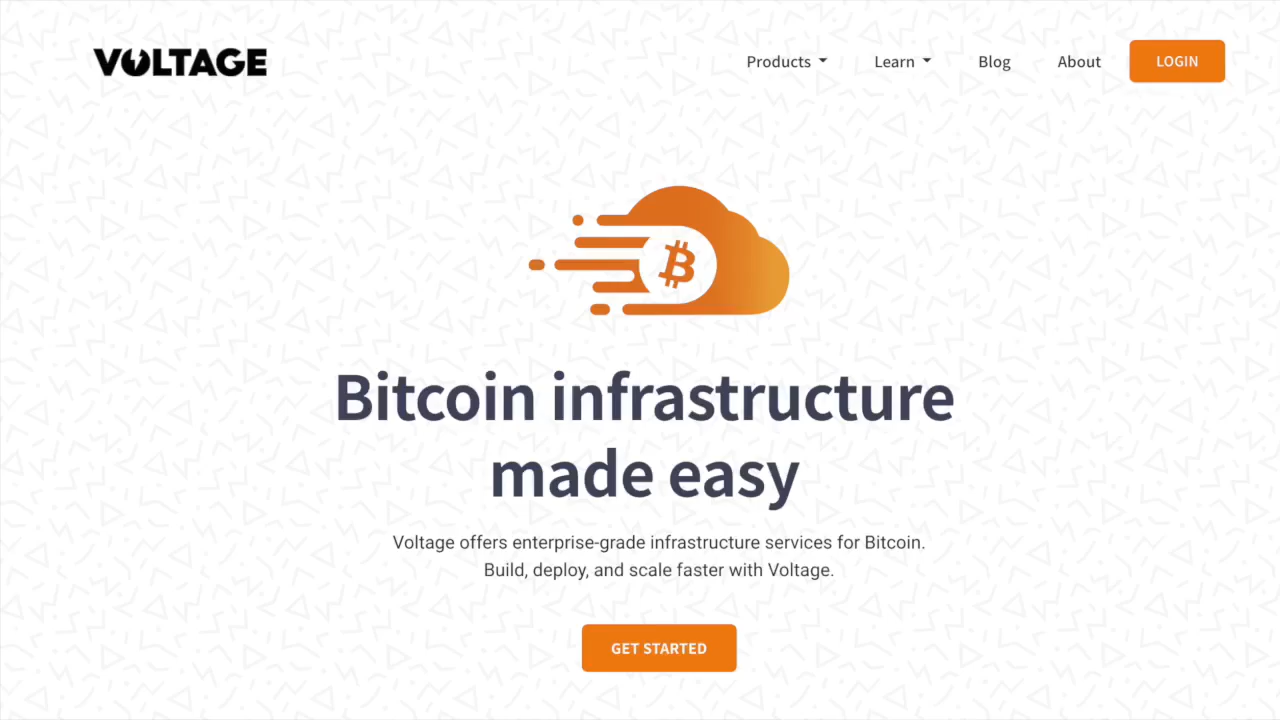 VOLTAGE
Products
Learn
Blog
About
LOGIN
Bitcoin infrastructure
made easy
Voltage offers enterprise-grade infrastructure services for Bitcoin.
Build, deploy, and scale faster with Voltage.
GET STARTED